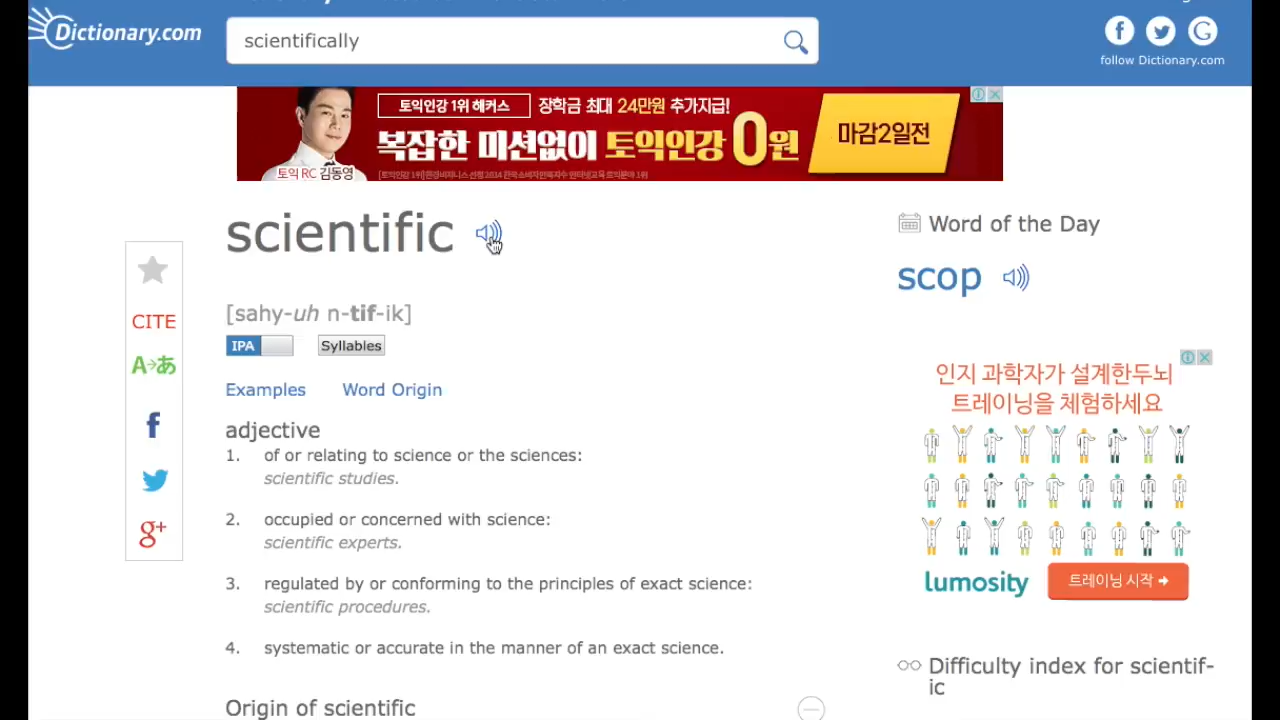 Dictionary.com
scientifically
follow Dictionary.com
토익인강 1위 해커스
장학금 최대 24만원 추가지급!
복잡한 미션없이 토익인강 0원
마감2일전
토익 RC 김동영
scientific
[sahy-uh n-tif-ik]
IPA
Syllables
Examples
Word Origin
adjective
1. of or relating to science or the sciences:
scientific studies.
2. occupied or concerned with science:
scientific experts.
3. regulated by or conforming to the principles of exact science:
scientific procedures.
4. systematic or accurate in the manner of an exact science.
Origin of scientific
CITE
A→あ
f
g+
Word of the Day
scop
인지 과학자가 설계한두뇌
트레이닝을 체험하세요
lumosity
트레이닝 시작 →
Difficulty index for scientif-
ic